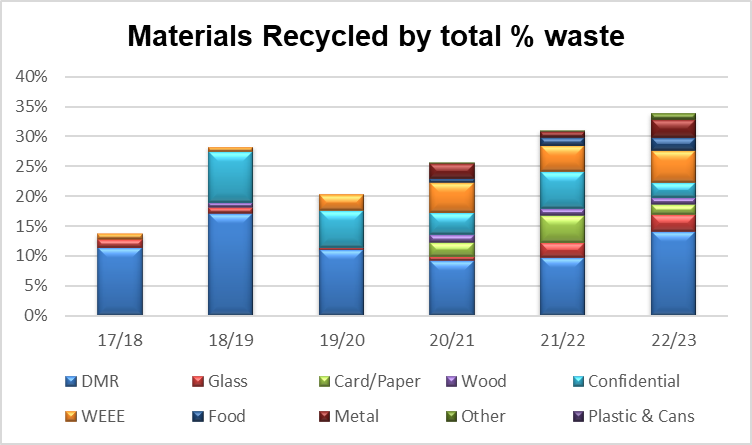 Materials Recycled by total % waste
40%
35%
30%
25%
20%
15%
10%
5%
0%
17/18 18/19 19/20 20/21 21/22 22/23
DMR Glass Card/Paper Wood Confidential
WEEE Food Metal Other Plastic & Cans